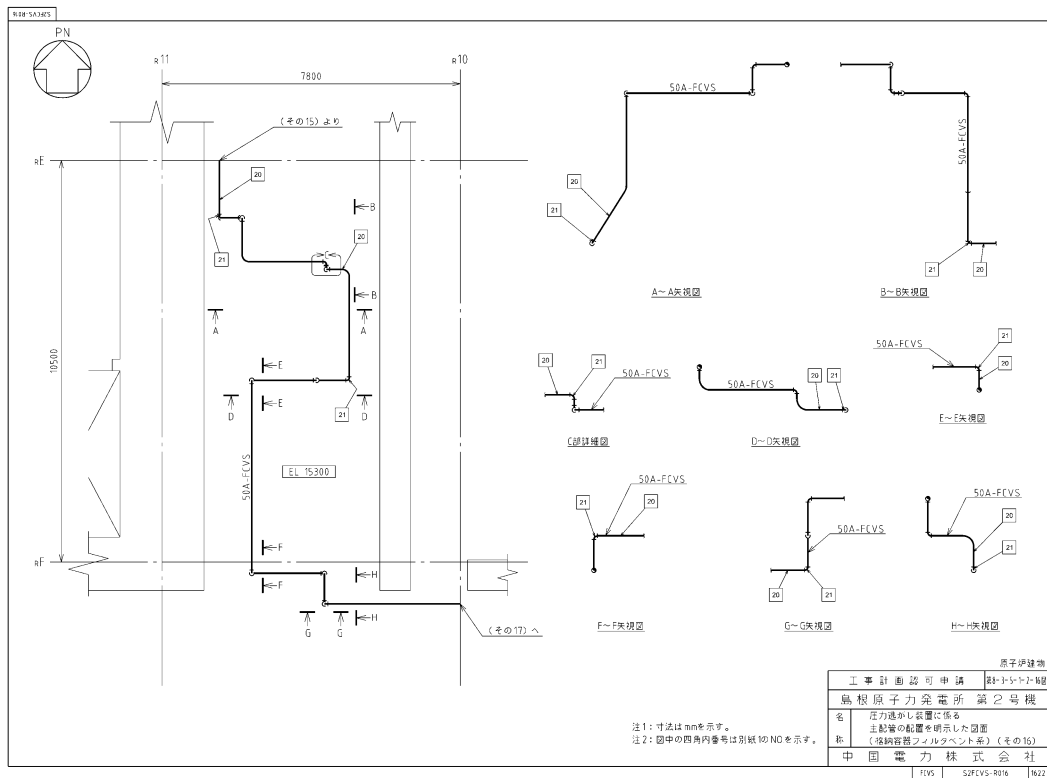 S2FCVS-R016
PN
R11
R10
7800
(その15)より
RE
20
B
21
20
C
B
A
A
10500
E
D
E
21
D
EL 15300
50A-FCVS
F
RF
H
F
G
G
H
(その17)へ
50A-FCVS
20
21
A~A矢視図
50A-FCVS
21
20
B~B矢視図
20
21
50A-FCVS
C部詳細図
50A-FCVS
20
21
D~D矢視図
50A-FCVS
21
20
E~E矢視図
50A-FCVS
21
20
F~F矢視図
50A-FCVS
20
21
G~G矢視図
50A-FCVS
20
21
H~H矢視図
注1:寸法はmmを示す。
注2:図中の四角内番号は別紙1のNOを示す。
原子炉建物
工事計画認可申請
第8-3-5-1-2-16図
島根原子力発電所 第2号機
名称
圧力逃がし装置に係る
主配管の配置を明示した図面
(格納容器フィルタベント系)(その16)
中国電力株式会社
FCVS
S2FCVS-R016
1622